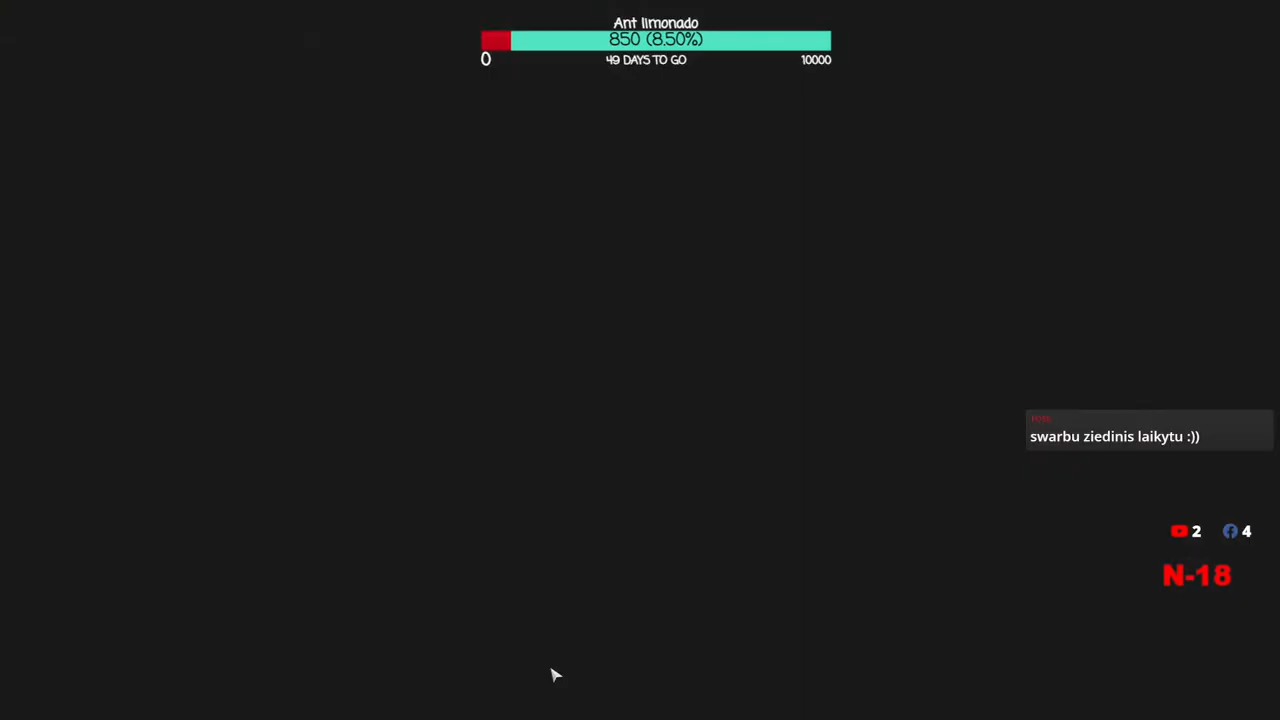 Ant limonado
850 (8.50%)
0
49 DAYS TO GO
10000
swarbu ziedinis laikytu :))
2
4
N-18